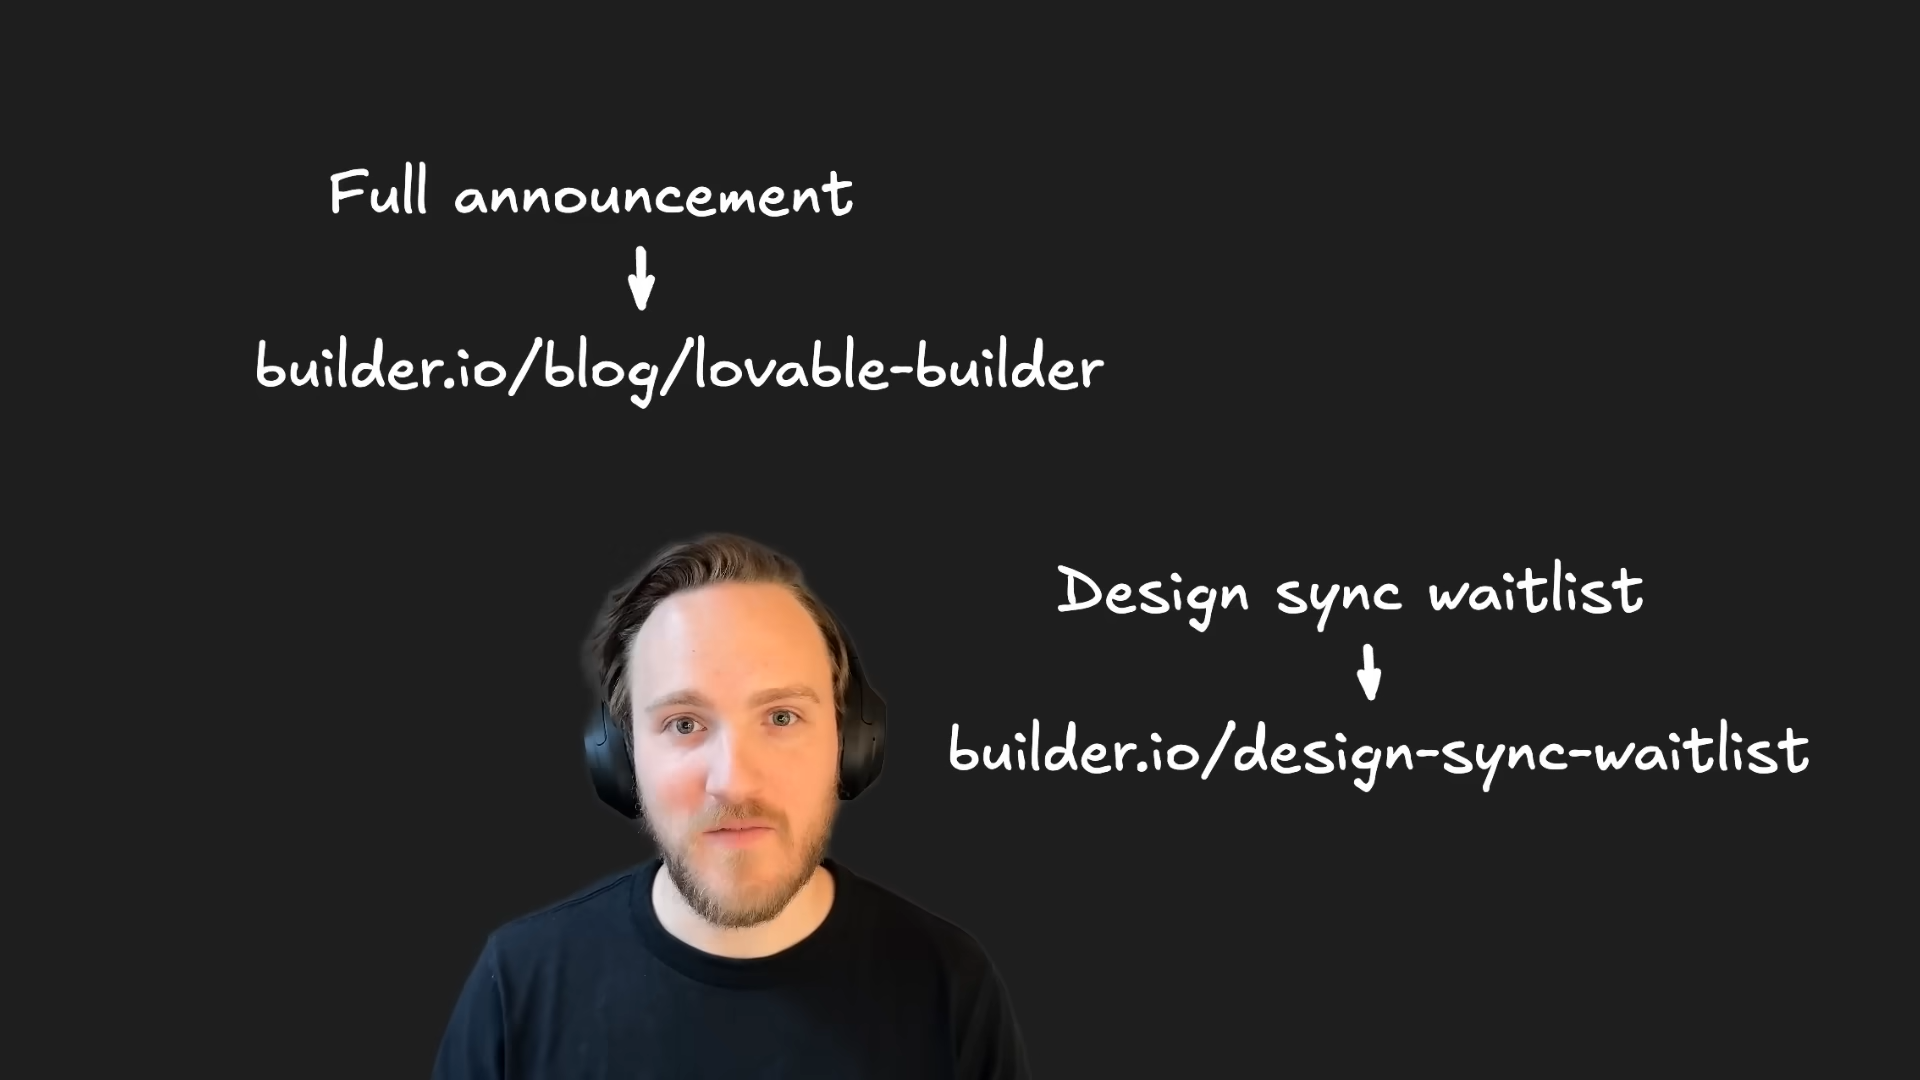 Full announcement
builder.io/blog/lovable-builder
Design sync waitlist
builder.io/design-sync-waitlist